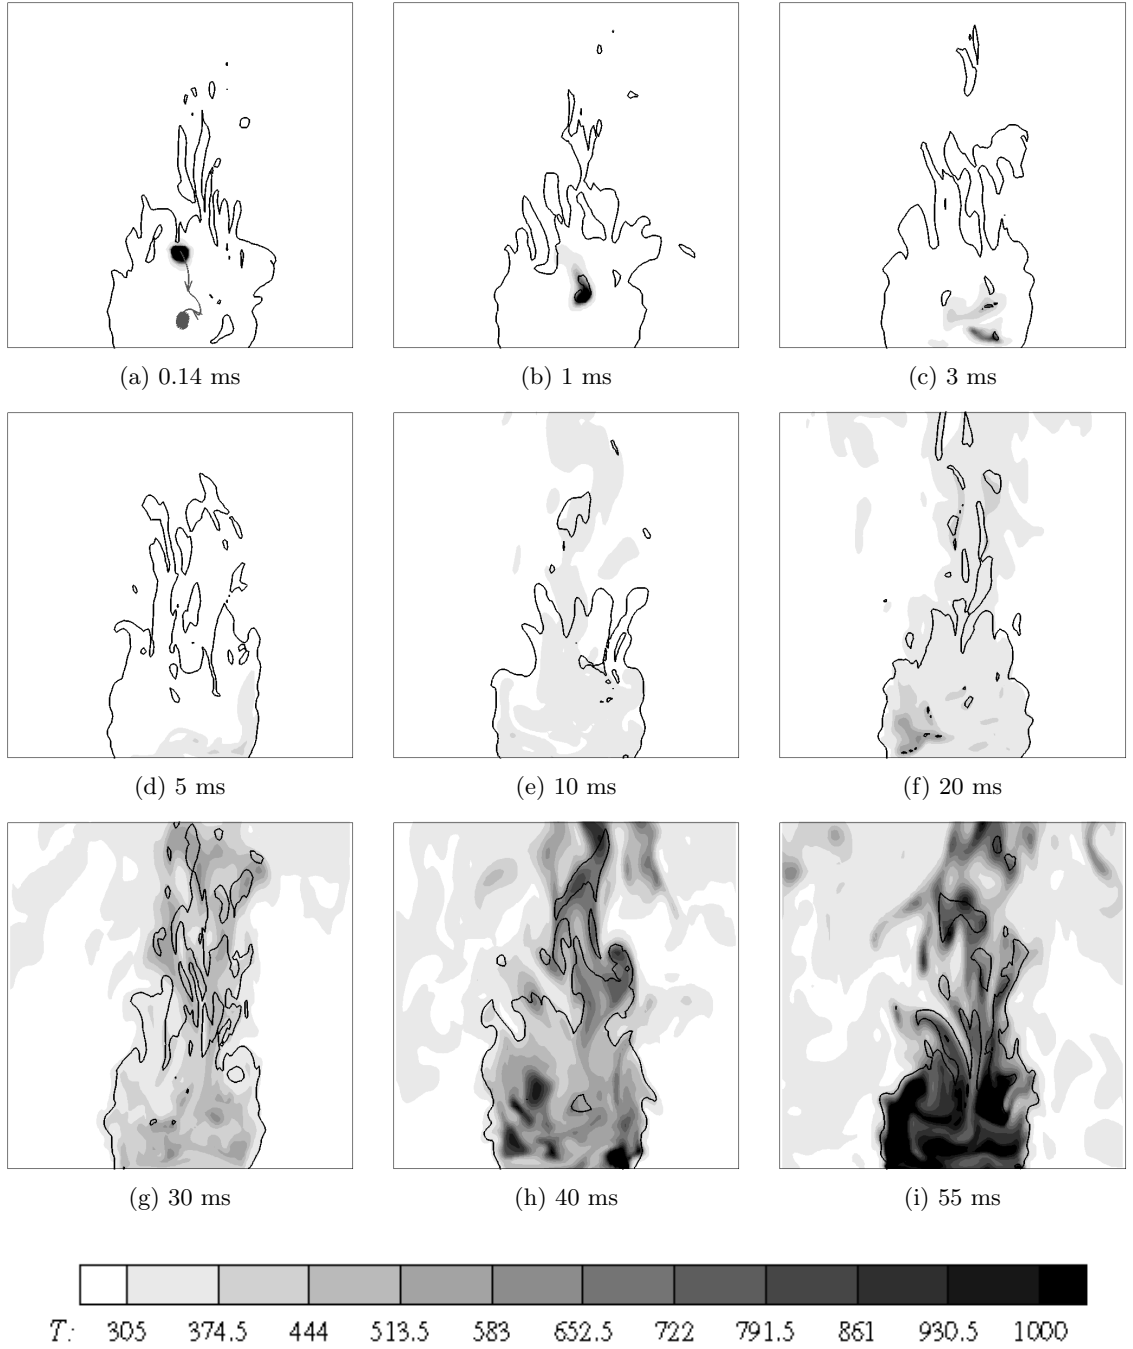 (a) 0.14 ms
(b) 1 ms
(c) 3 ms
(d) 5 ms
(e) 10 ms
(f) 20 ms
(g) 30 ms
(h) 40 ms
(i) 55 ms
T: 305 374.5 444 513.5 583 652.5 722 791.5 861 930.5 1000